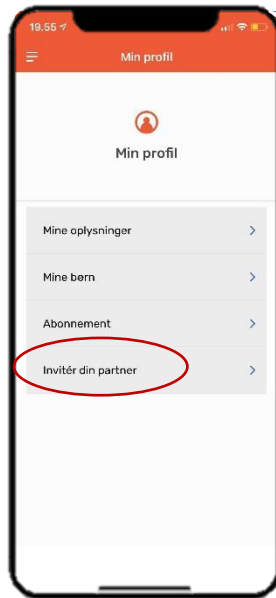 19.55
Min profil
Min profil
Mine oplysninger
Mine børn
Abonnement
Invitér din partner